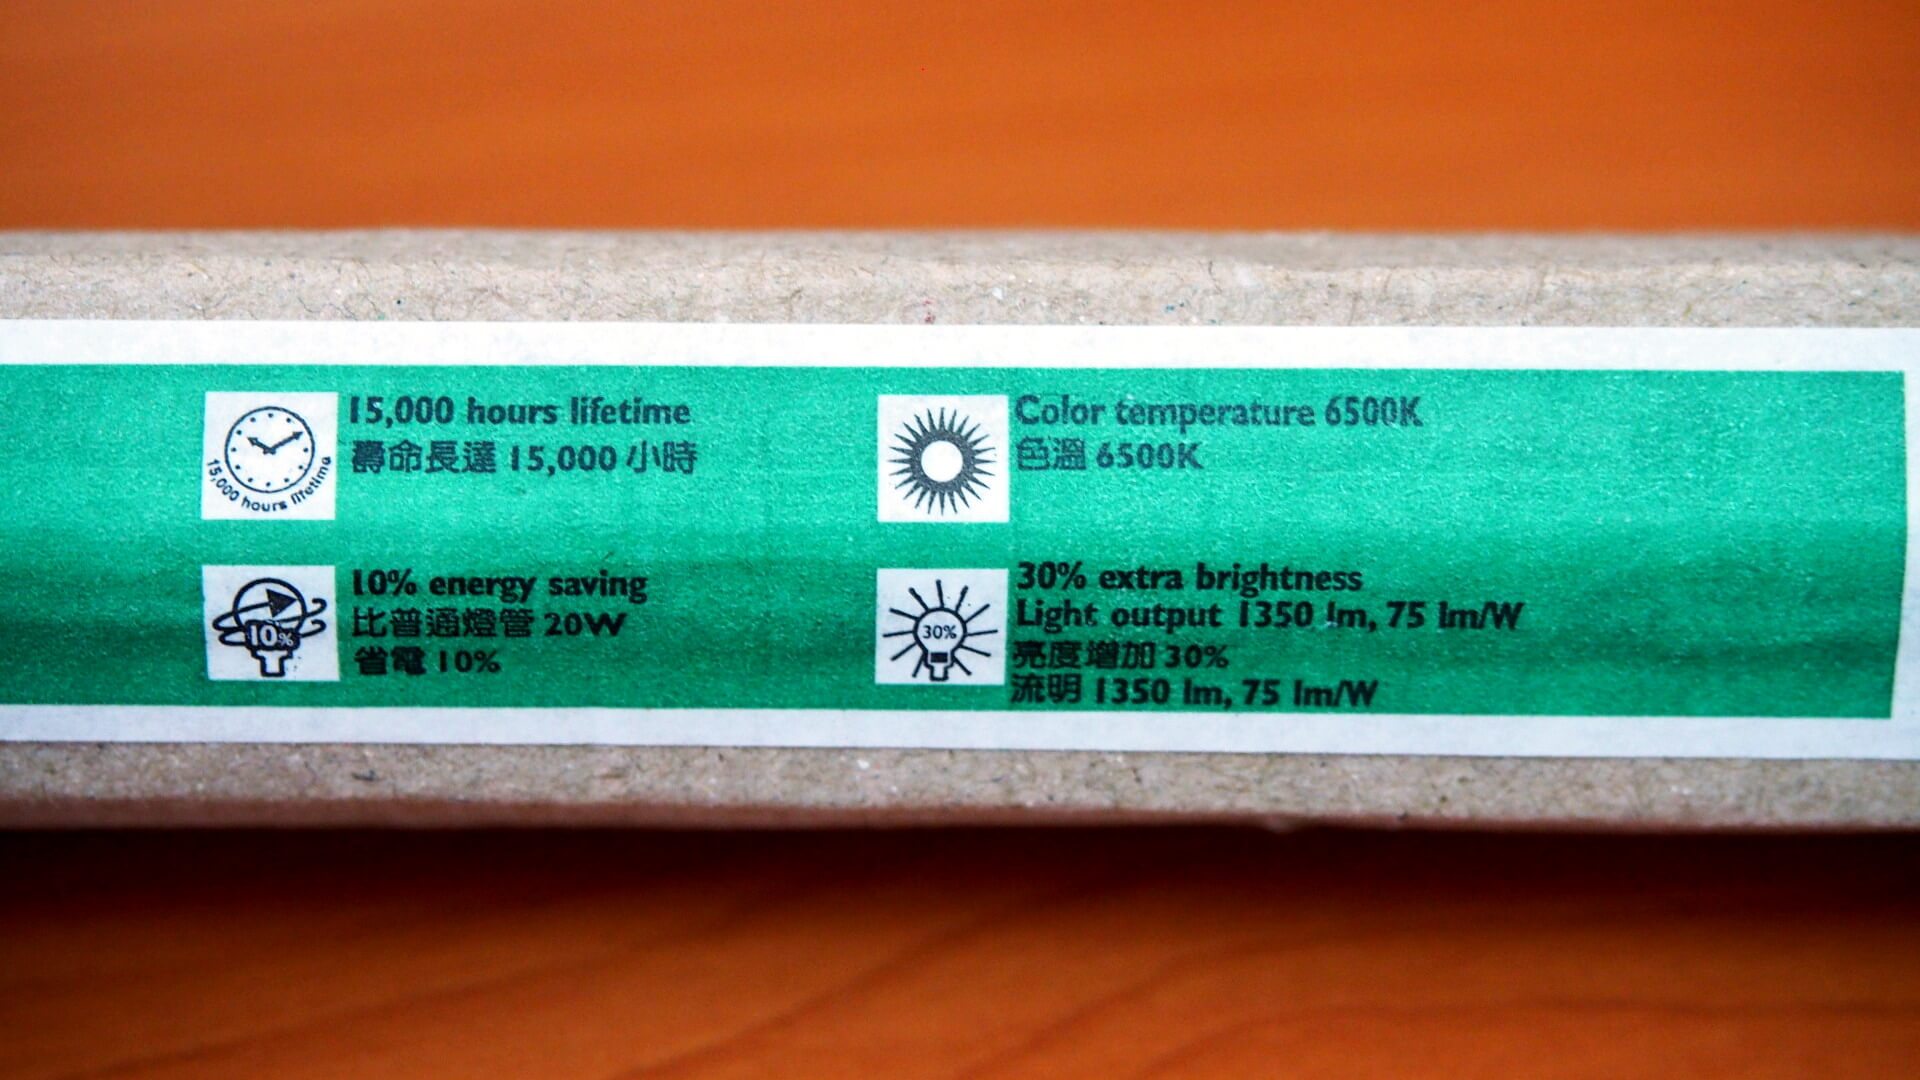 15,000 hours lifetime
壽命長達 15,000 小時
15,000 hours lifetime
Color temperature 6500K
色溫 6500K
10% energy saving
比普通燈管 20W
省電 10%
10%
30% extra brightness
Light output 1350 lm, 75 lm/W
亮度增加 30%
流明 1350 lm, 75 lm/W
30%